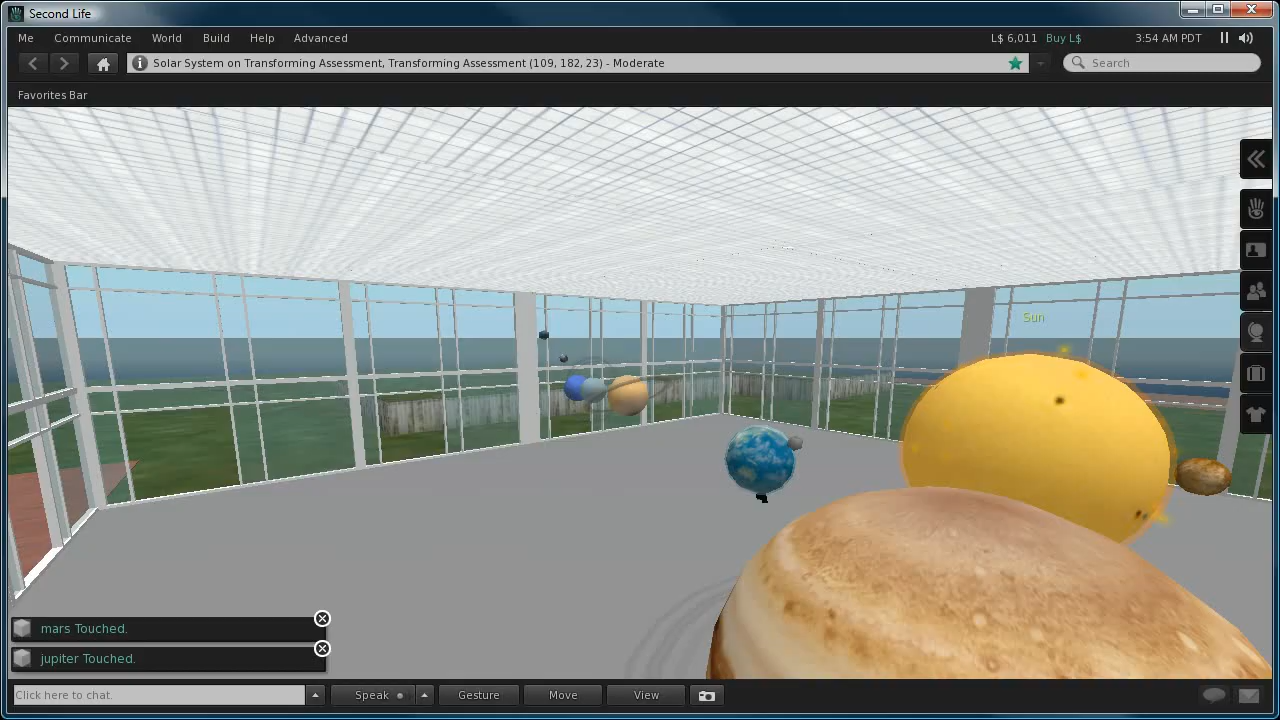 Second Life
Me Communicate World Build Help Advanced L$ 6,011 Buy L$ 3:54 AM PDT
Solar System on Transforming Assessment, Transforming Assessment (109, 182, 23) - Moderate Search
Favorites Bar
Sun
mars Touched.
jupiter Touched.
Click here to chat. Speak Gesture Move View